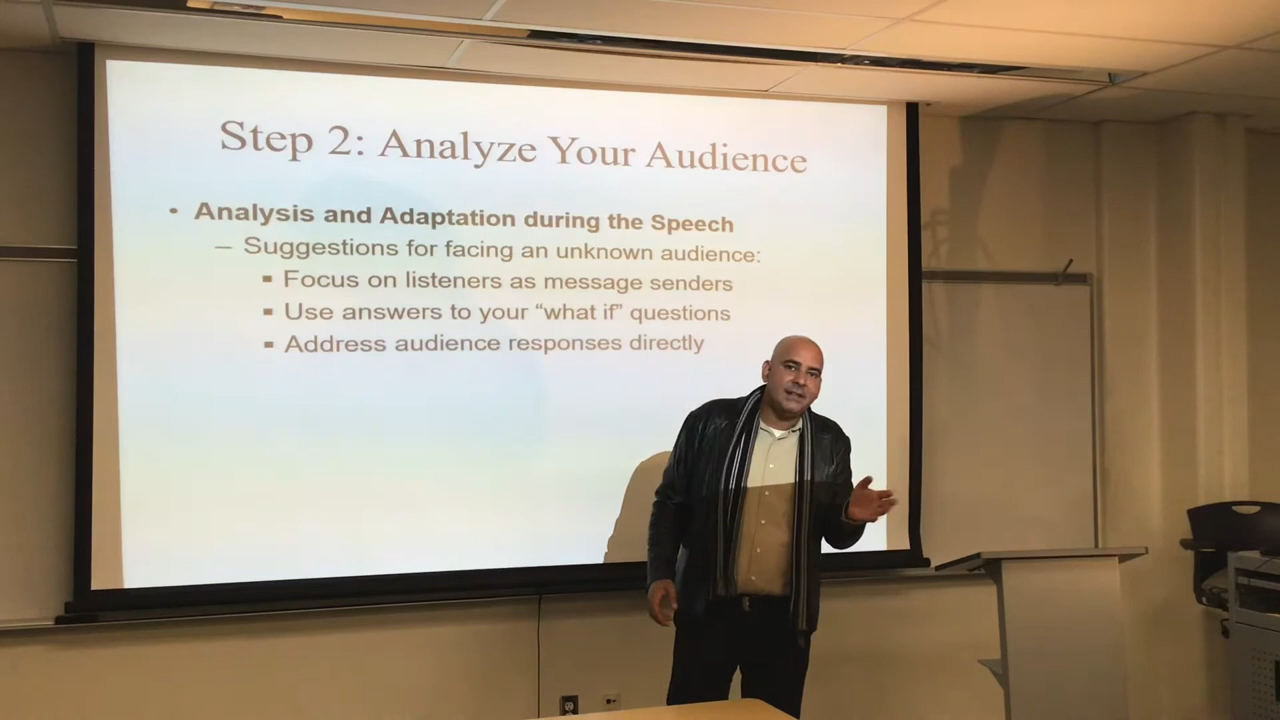 Step 2: Analyze Your Audience
• Analysis and Adaptation during the Speech
– Suggestions for facing an unknown audience:
▪ Focus on listeners as message senders
▪ Use answers to your “what if” questions
▪ Address audience responses directly